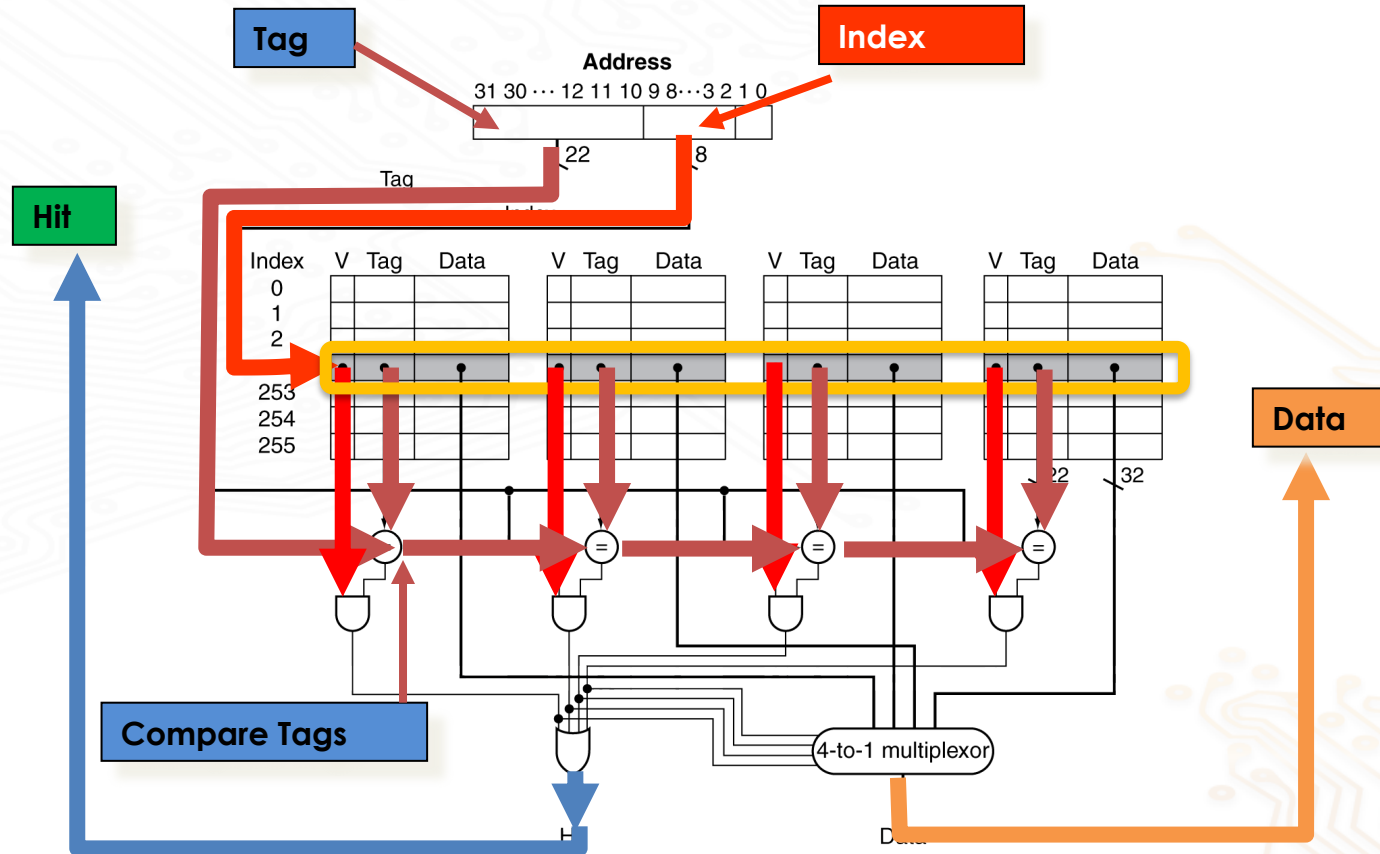 Tag
Index
Address
31 30 ··· 12 11 10 9 8···3 2 1 0
22
8
Tag
Hit
Index V Tag Data V Tag Data V Tag Data V Tag Data
0
1
2
253
254
255
Data
22 32
= = =
Compare Tags
4-to-1 multiplexor
Data